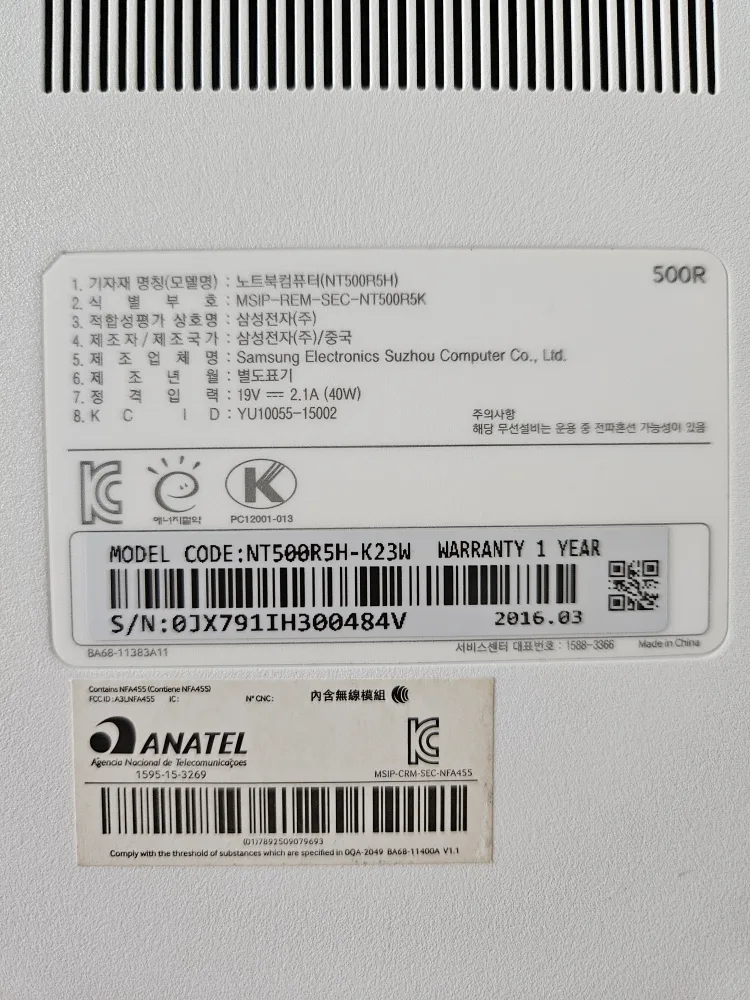 500R
1. 기자재 명칭(모델명) : 노트북컴퓨터(NT500R5H)
2. 식 별 부 호 : MSIP-REM-SEC-NT500R5K
3. 적합성평가 상호명 : 삼성전자(주)
4. 제조자/제조국가 : 삼성전자(주)/중국
5. 제 조 업 체 명 : Samsung Electronics Suzhou Computer Co., Ltd.
6. 제 조 년 월 : 별도표기
7. 정 격 입 력 : 19V ⎓ 2.1A (40W)
8. K C I D : YU10055-15002
주의사항
해당 무선설비는 운용 중 전파혼선 가능성이 있음
에너지절약
K
PC12001-013
MODEL CODE:NT500R5H-K23W WARRANTY 1 YEAR
S/N:0JX791IH300484V 2016.03
BA68-11383A11 서비스센터 대표번호 : 1588-3366 Made in China
Contains NFA455 (Contiene NFA455)
FCC ID : A3LNFA455 IC : N° CNC : 內含無線模組
ANATEL
Agencia Nacional de Telecomunicaçoes
1595-15-3269
MSIP-CRM-SEC-NFA455
(01)7892509079693
Comply with the threshold of substances which are specified in 0QA-2049 BA68-11400A V1.1